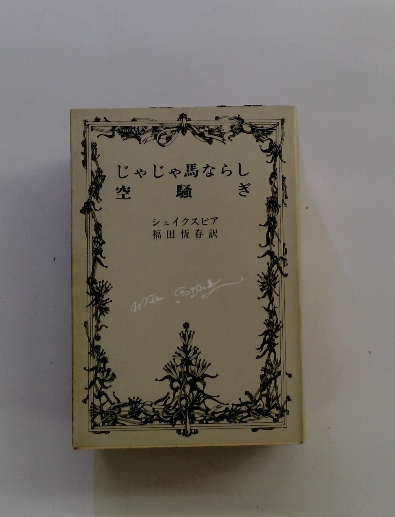 じゃじゃ馬ならし
空騒ぎ
シェイクスピア
福田恆存訳